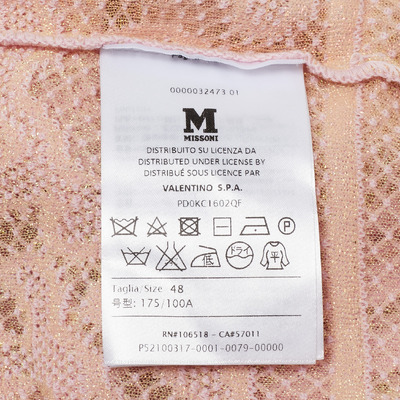 0000032473 01
M
MISSONI
DISTRIBUITO SU LICENZA DA
DISTRIBUTED UNDER LICENSE BY
DISTRIBUÉ SOUS LICENCE PAR
VALENTINO S.P.A.
PD0KC1602QF
P
低
ドライ
平
Taglia/Size 48
号型: 175/100A
RN#106518 - CA#57011
P52100317-0001-0079-00000